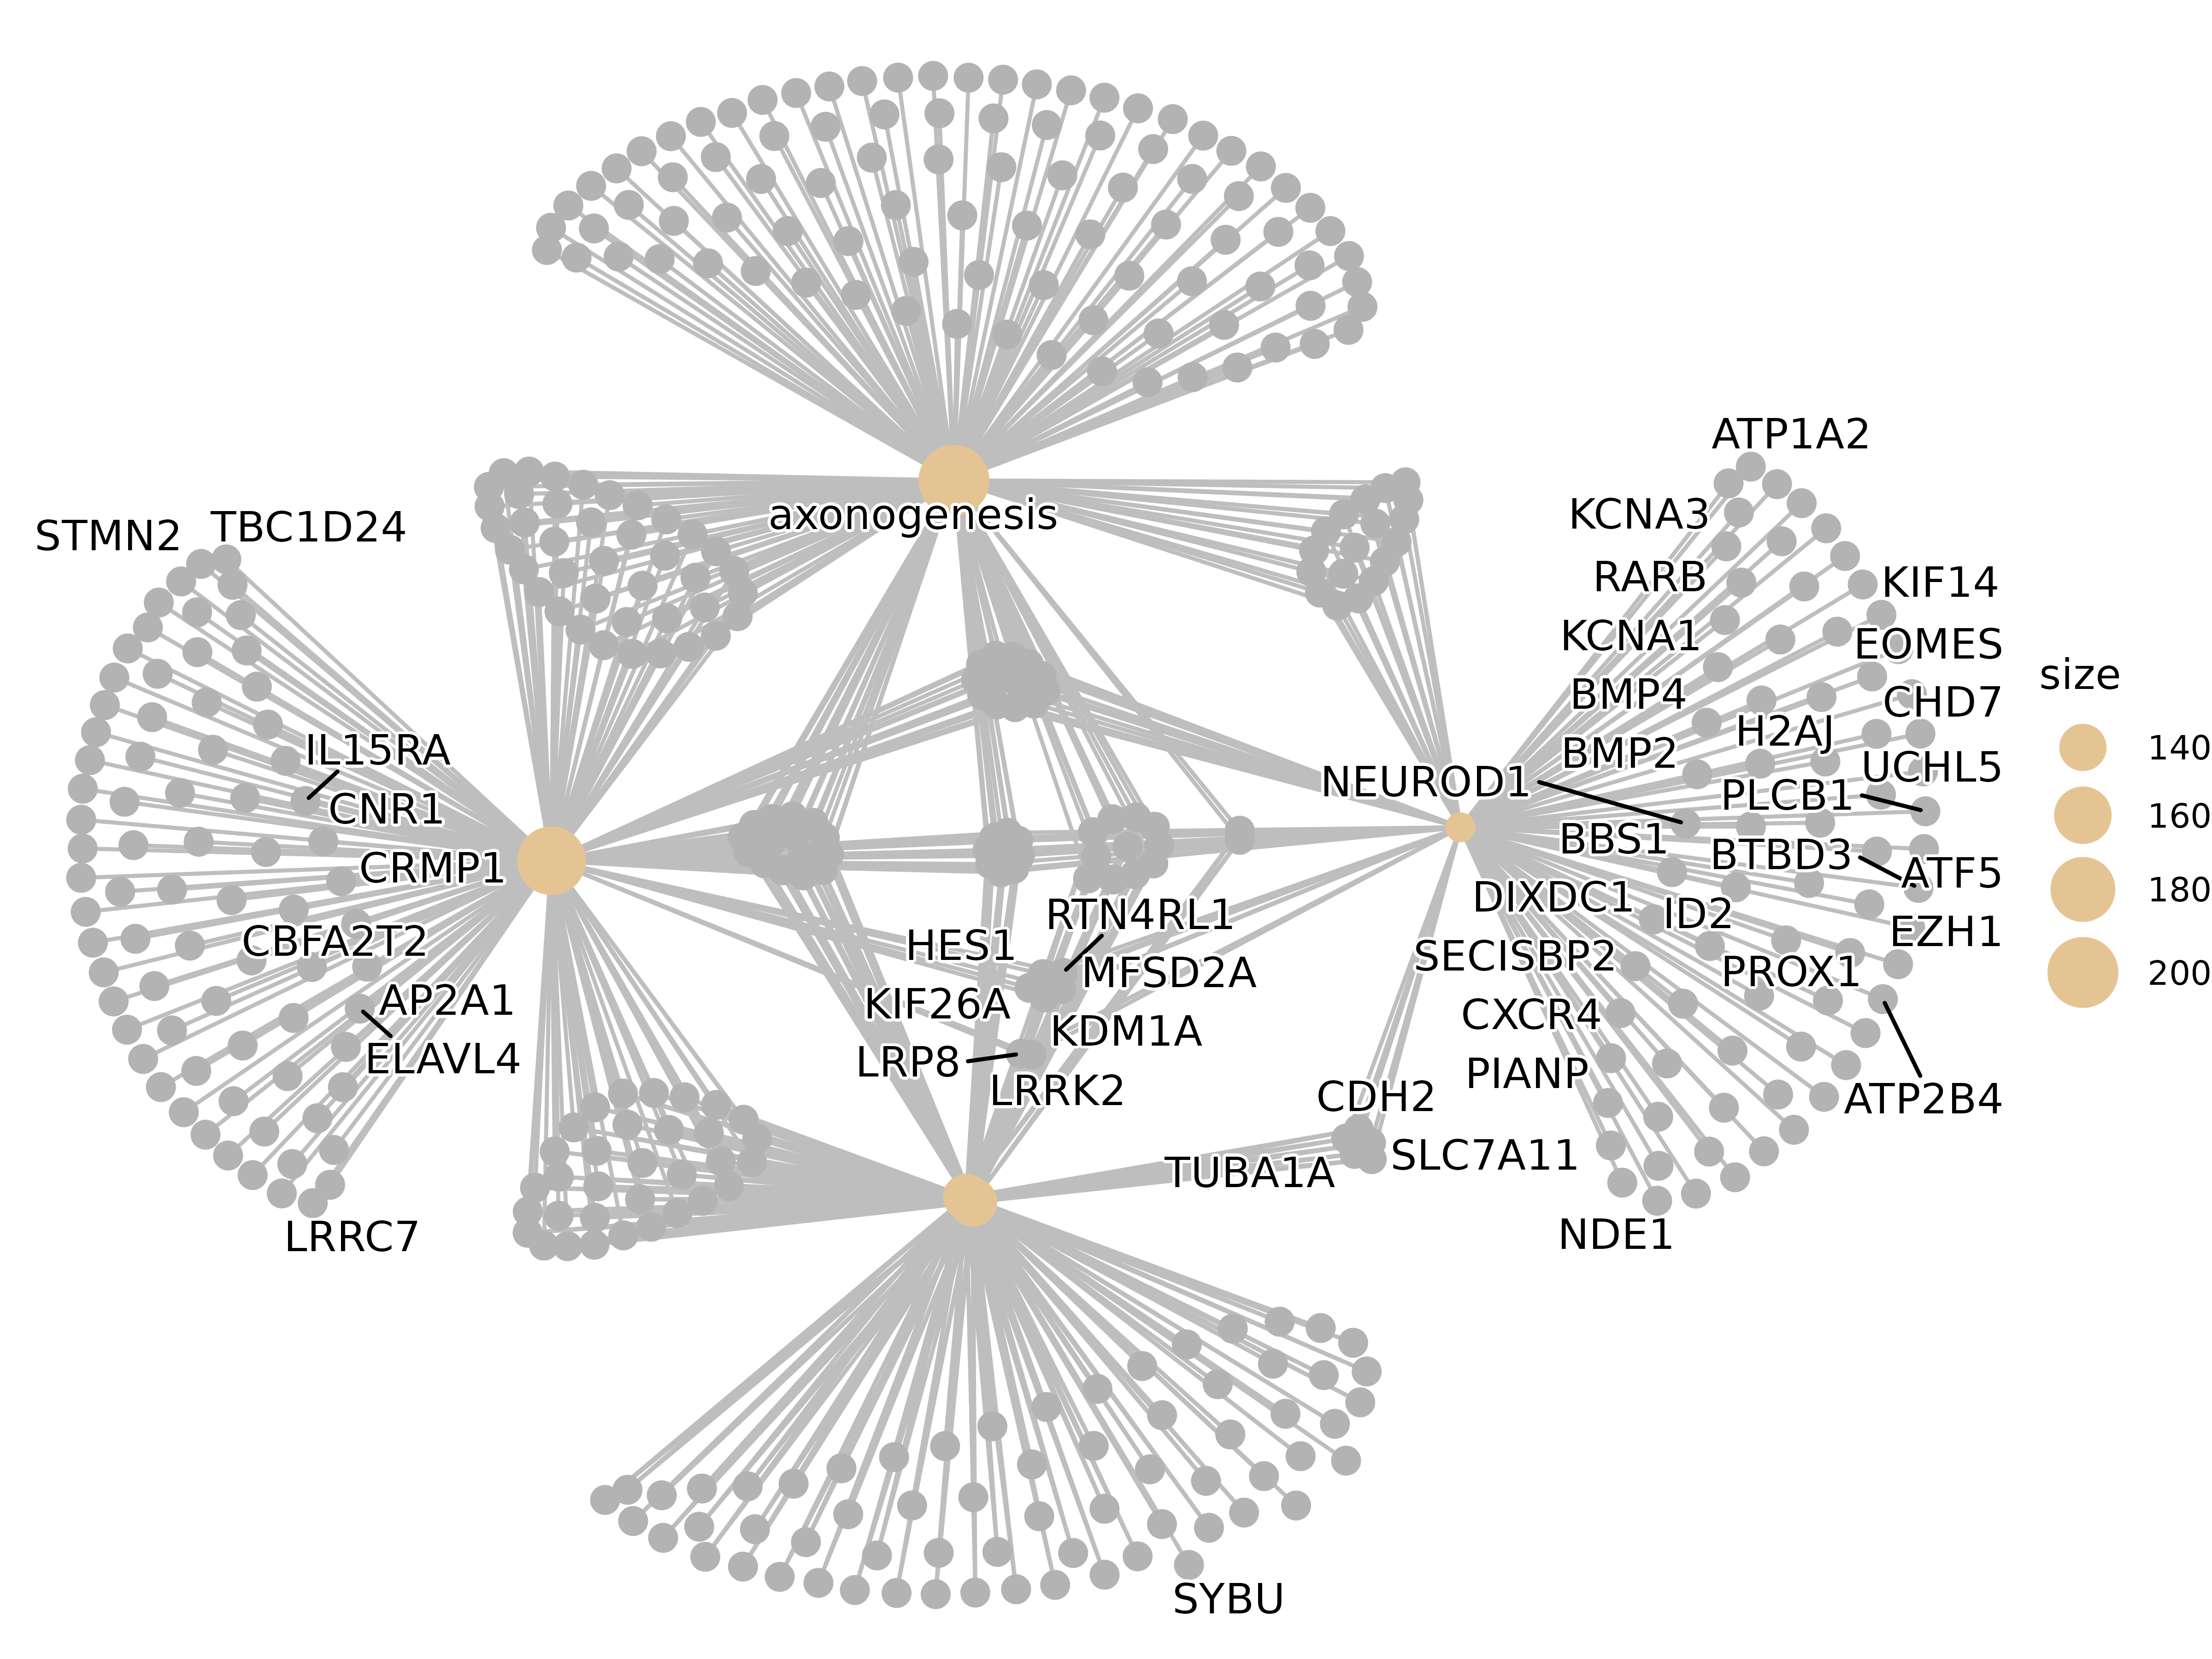 ATP1A2
KCNA3
axonogenesis
STMN2
TBC1D24
RARB
KIF14
KCNA1
EOMES
size
BMP4
CHD7
H2AJ
140
IL15RA
BMP2
UCHL5
NEUROD1
PLCB1
CNR1
160
BBS1
BTBD3
CRMP1
ATF5
180
DIXDC1
ID2
RTN4RL1
EZH1
CBFA2T2
HES1
SECISBP2
PROX1
MFSD2A
200
AP2A1
KIF26A
CXCR4
KDM1A
ELAVL4
LRP8
PIANP
LRRK2
CDH2
ATP2B4
SLC7A11
TUBA1A
LRRC7
NDE1
SYBU